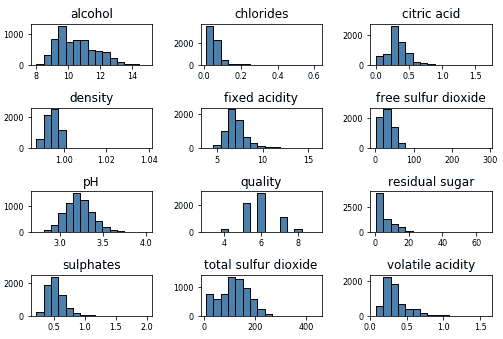 alcohol chlorides citric acid
1000 2000 2000
0 0 0
8 10 12 14 0.0 0.2 0.4 0.6 0.0 0.5 1.0 1.5
density fixed acidity free sulfur dioxide
2000 2000 2000
0 0 0
1.00 1.02 1.04 5 10 15 0 100 200 300
pH quality residual sugar
1000 2000 2500
0 0 0
3.0 3.5 4.0 4 6 8 0 20 40 60
sulphates total sulfur dioxide volatile acidity
2000 1000 2000
0 0 0
0.5 1.0 1.5 2.0 0 200 400 0.0 0.5 1.0 1.5